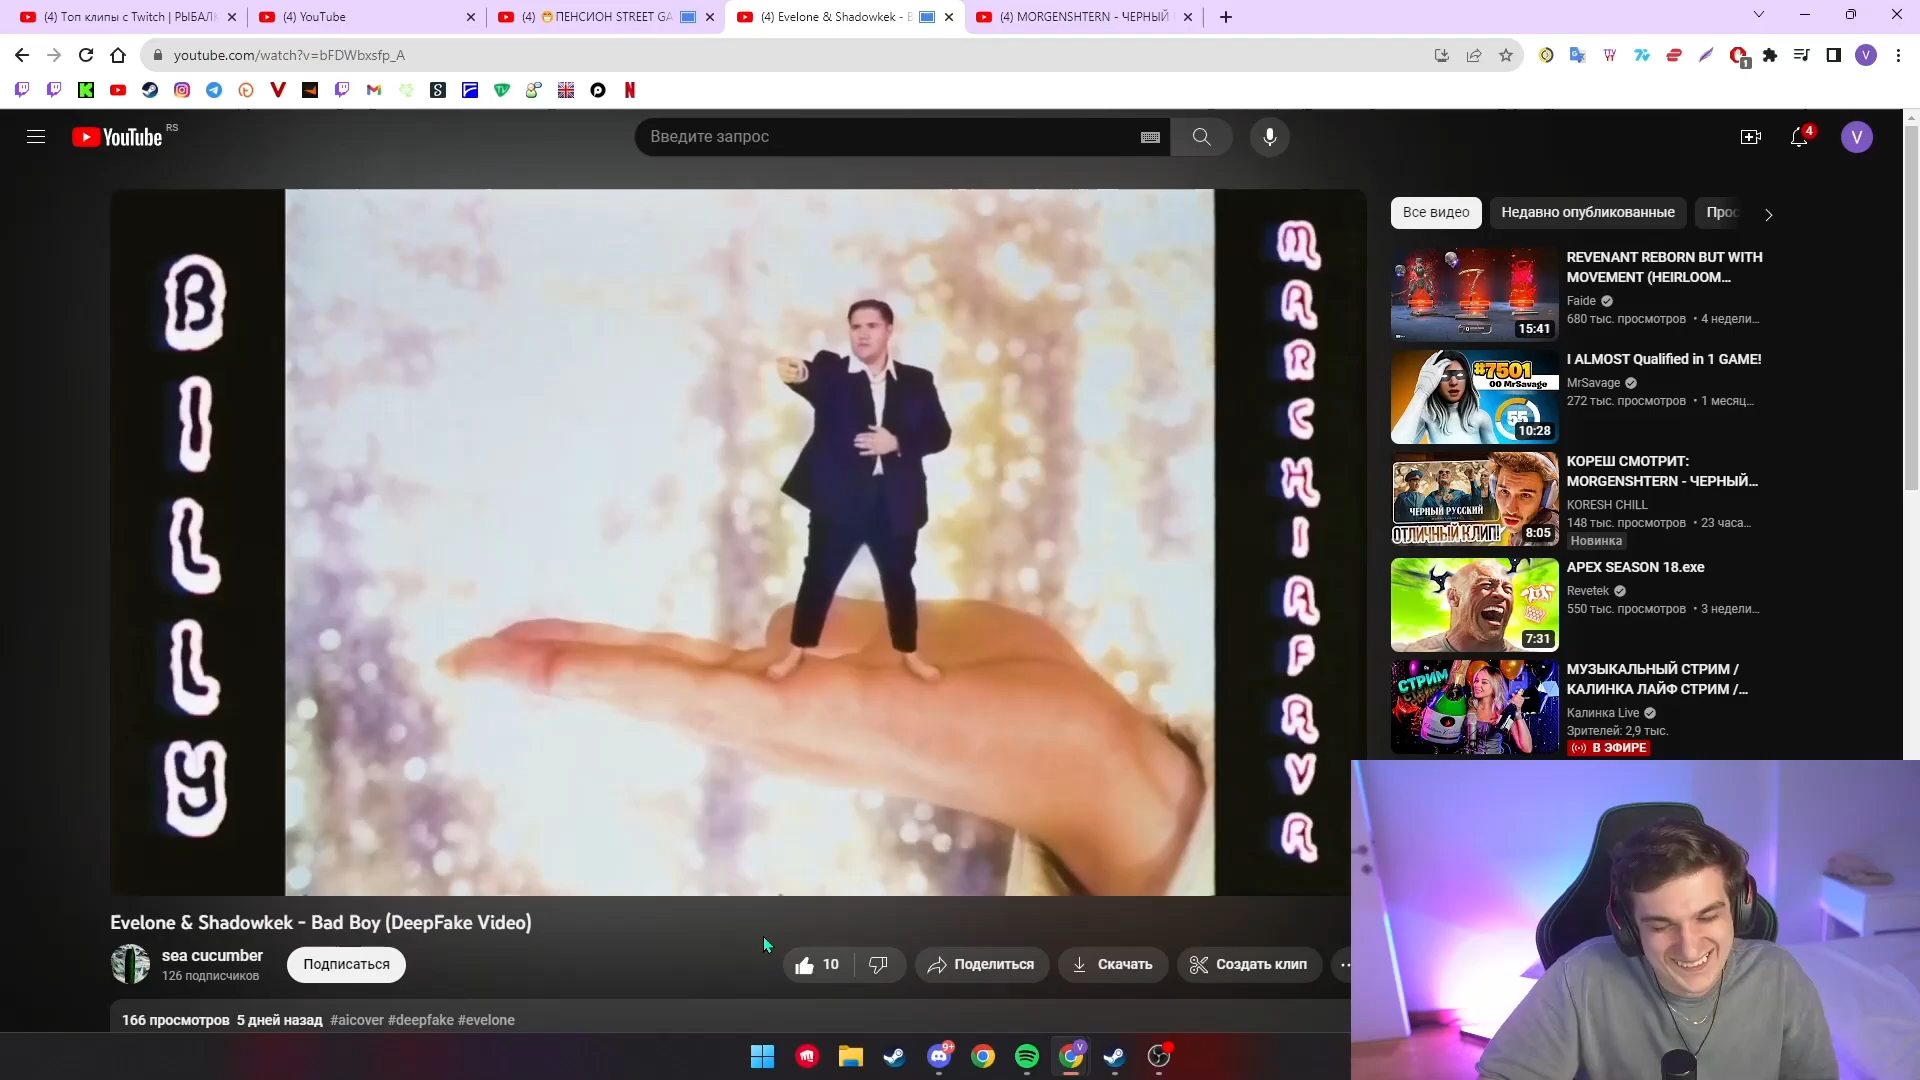 (4) Топ клипы с Twitch | РЫБАЛК
(4) YouTube
(4) 😁ПЕНСИОН STREET GA
(4) Evelone & Shadowkek - B
(4) MORGENSHTERN - ЧЕРНЫЙ
youtube.com/watch?v=bFDWbxsfp_A
YouTube RS
Введите запрос
4
V
BILLY
MARCHIAFAVA
Все видео
Недавно опубликованные
Прос
REVENANT REBORN BUT WITH
MOVEMENT (HEIRLOOM...
Faide
680 тыс. просмотров • 4 недели...
15:41
I ALMOST Qualified in 1 GAME!
MrSavage
272 тыс. просмотров • 1 месяц...
#7501
00 MrSavage
55
10:28
КОРЕШ СМОТРИТ:
MORGENSHTERN - ЧЕРНЫЙ...
KORESH CHILL
148 тыс. просмотров • 23 часа...
Новинка
ЧЕРНЫЙ РУССКИЙ
ОТЛИЧНЫЙ КЛИП!
8:05
APEX SEASON 18.exe
Revetek
550 тыс. просмотров • 3 недели...
7:31
МУЗЫКАЛЬНЫЙ СТРИМ /
КАЛИНКА ЛАЙФ СТРИМ /...
Калинка Live
Зрителей: 2,9 тыс.
В ЭФИРЕ
СТРИМ
Evelone & Shadowkek - Bad Boy (DeepFake Video)
sea cucumber
126 подписчиков
Подписаться
10
Поделиться
Скачать
Создать клип
166 просмотров 5 дней назад #aicover #deepfake #evelone
9+